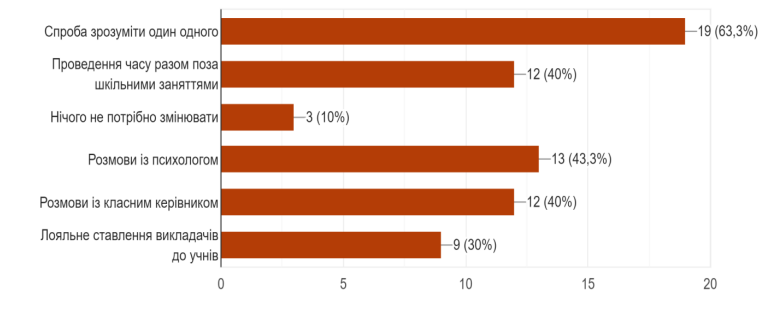 Спроба зрозуміти один одного
19 (63,3%)
Проведення часу разом поза
шкільними заняттями
12 (40%)
Нічого не потрібно змінювати
3 (10%)
Розмови із психологом
13 (43,3%)
Розмови із класним керівником
12 (40%)
Лояльне ставлення викладачів
до учнів
9 (30%)
0 5 10 15 20